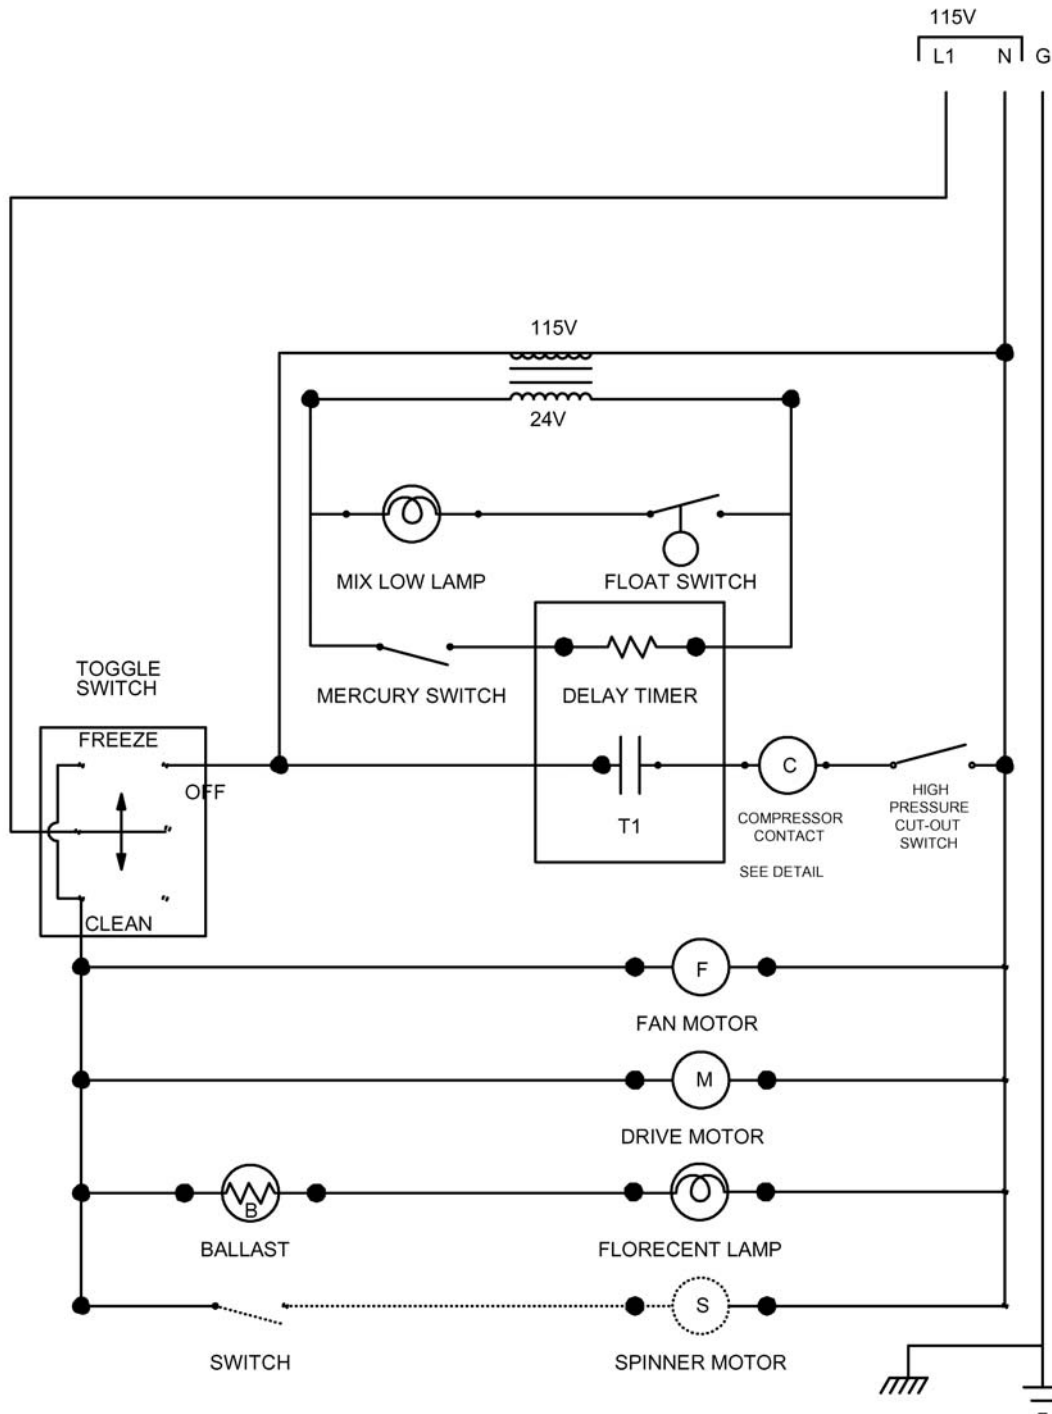 115V
L1 N G
115V
24V
MIX LOW LAMP
FLOAT SWITCH
MERCURY SWITCH
DELAY TIMER
TOGGLE
SWITCH
FREEZE
OFF
CLEAN
T1
C
COMPRESSOR
CONTACT
SEE DETAIL
HIGH
PRESSURE
CUT-OUT
SWITCH
F
FAN MOTOR
M
DRIVE MOTOR
B
BALLAST
FLORECENT LAMP
SWITCH
S
SPINNER MOTOR